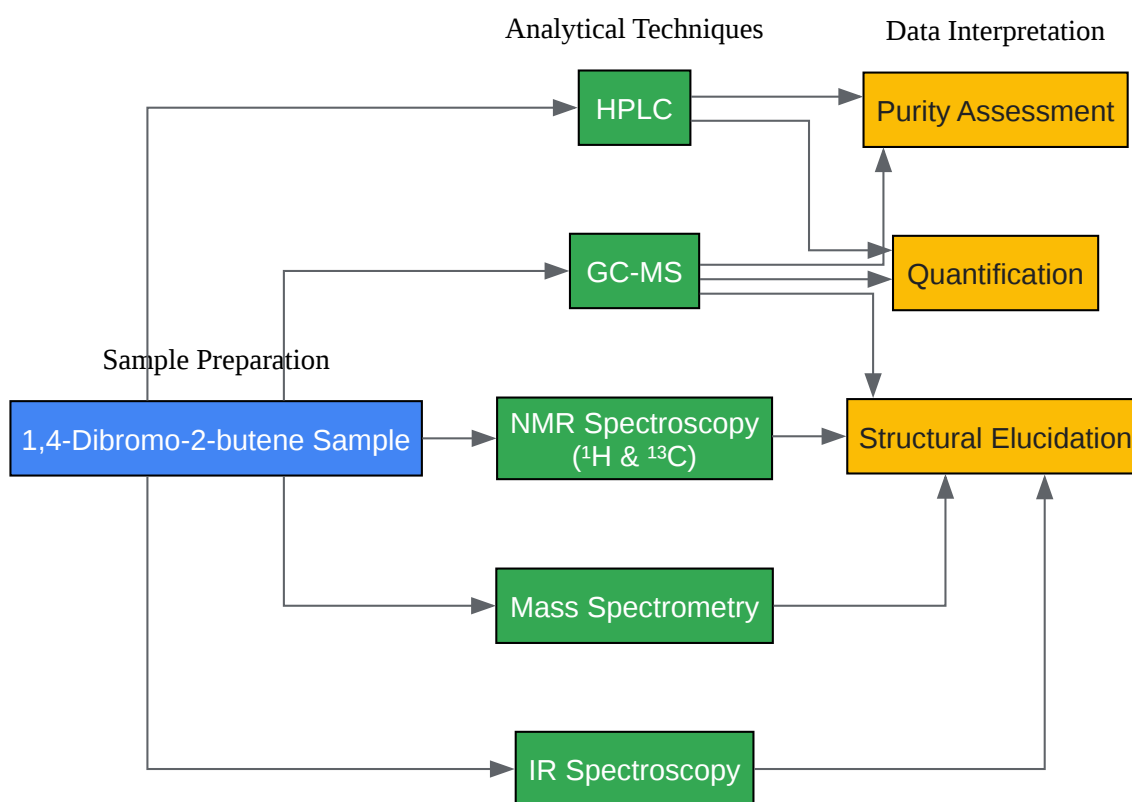 Analytical Techniques
Data Interpretation
HPLC
Purity Assessment
GC-MS
Quantification
Sample Preparation
1,4-Dibromo-2-butene Sample
NMR Spectroscopy
(¹H & ¹³C)
Structural Elucidation
Mass Spectrometry
IR Spectroscopy